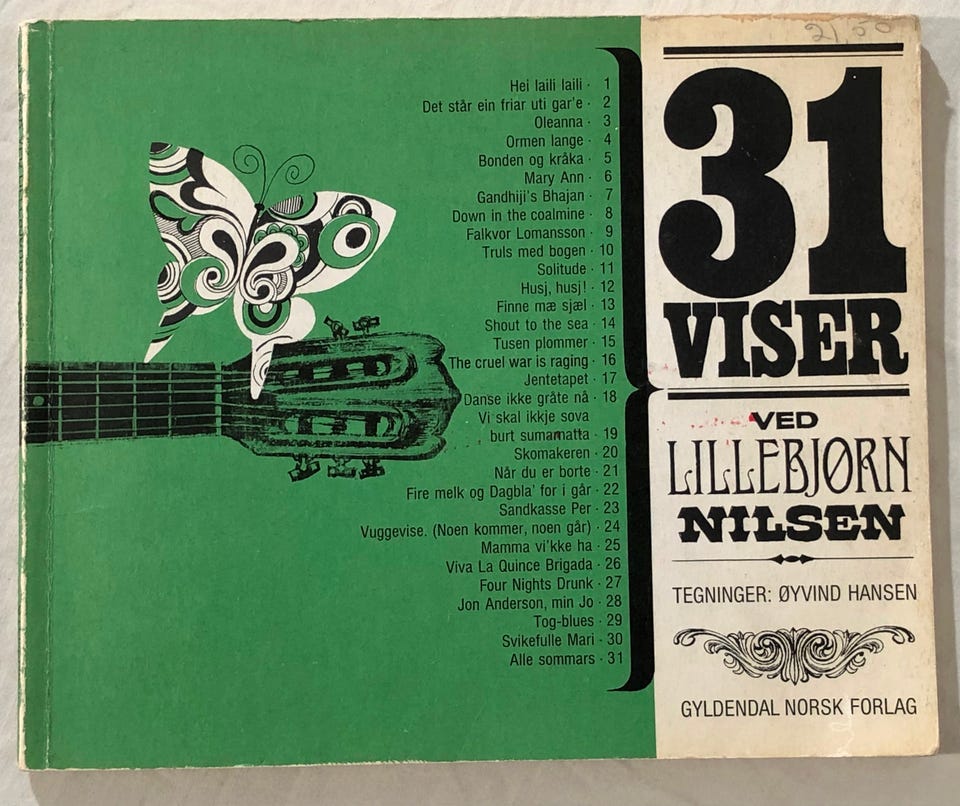 Hei laili laili · 1
Det står ein friar uti gar'e · 2
Oleanna · 3
Ormen lange · 4
Bonden og kråka · 5
Mary Ann · 6
Gandhiji's Bhajan · 7
Down in the coalmine · 8
Falkvor Lomansson · 9
Truls med bogen · 10
Solitude · 11
Husj, husj! · 12
Finne mæ sjæl · 13
Shout to the sea · 14
Tusen plommer · 15
The cruel war is raging · 16
Jentetapet · 17
Danse ikke gråte nå · 18
Vi skal ikkje sova
burt sumarnatta · 19
Skomakeren · 20
Når du er borte · 21
Fire melk og Dagbla' for i går · 22
Sandkasse Per · 23
Vuggevise. (Noen kommer, noen går) · 24
Mamma vi'kke ha · 25
Viva La Quince Brigada · 26
Four Nights Drunk · 27
Jon Anderson, min Jo · 28
Tog-blues · 29
Svikefulle Mari · 30
Alle sommars · 31
21,50
31
VISER
VED
LILLEBJØRN
NILSEN
TEGNINGER: ØYVIND HANSEN
GYLDENDAL NORSK FORLAG